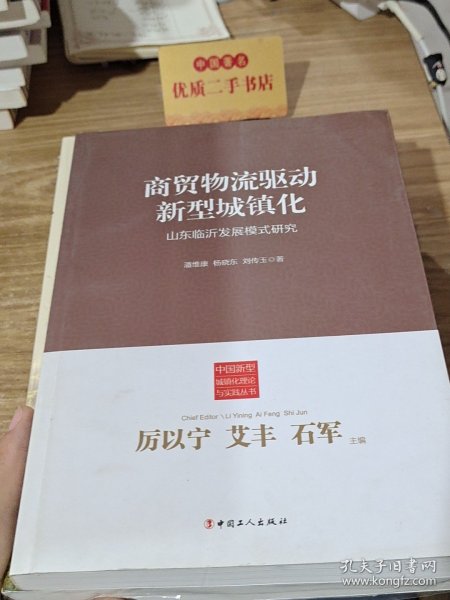 中国著名
优质二手书店
商贸物流驱动
新型城镇化
山东临沂发展模式研究
潘维康 杨晓东 刘传玉◎著
中国新型
城镇化理论
与实践丛书
Chief Editor \ Li Yining Ai Feng Shi Jun
厉以宁 艾丰 石军 主编
中国工人出版社
孔夫子旧书网
www.kongfz.com